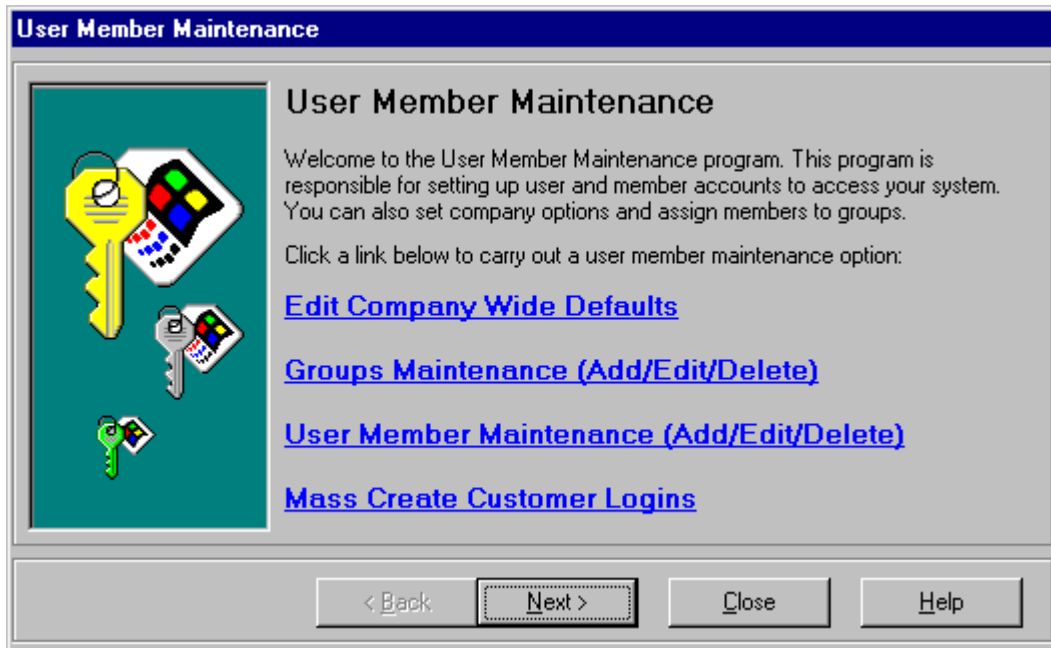 User Member Maintenance
User Member Maintenance
Welcome to the User Member Maintenance program. This program is
responsible for setting up user and member accounts to access your system.
You can also set company options and assign members to groups.
Click a link below to carry out a user member maintenance option:
Edit Company Wide Defaults
Groups Maintenance (Add/Edit/Delete)
User Member Maintenance (Add/Edit/Delete)
Mass Create Customer Logins
< Back Next > Close Help